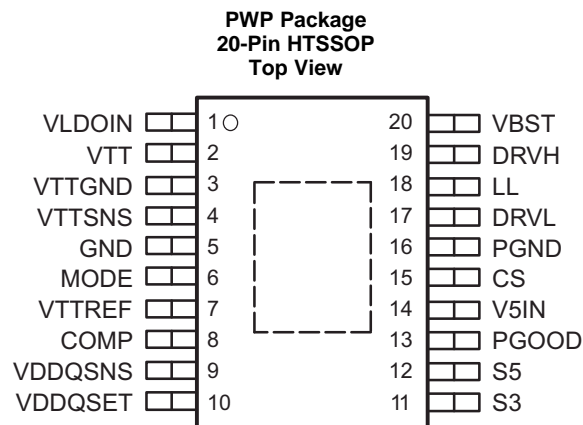 PWP Package
20-Pin HTSSOP
Top View
VLDOIN 1 20 VBST
VTT 2 19 DRVH
VTTGND 3 18 LL
VTTSNS 4 17 DRVL
GND 5 16 PGND
MODE 6 15 CS
VTTREF 7 14 V5IN
COMP 8 13 PGOOD
VDDQSNS 9 12 S5
VDDQSET 10 11 S3